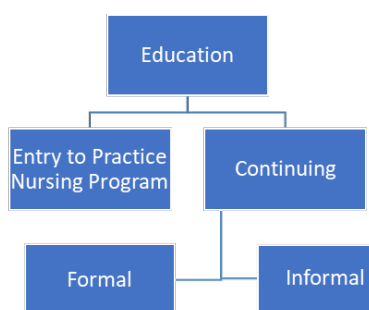 Education
Entry to Practice
Nursing Program
Continuing
Formal
Informal